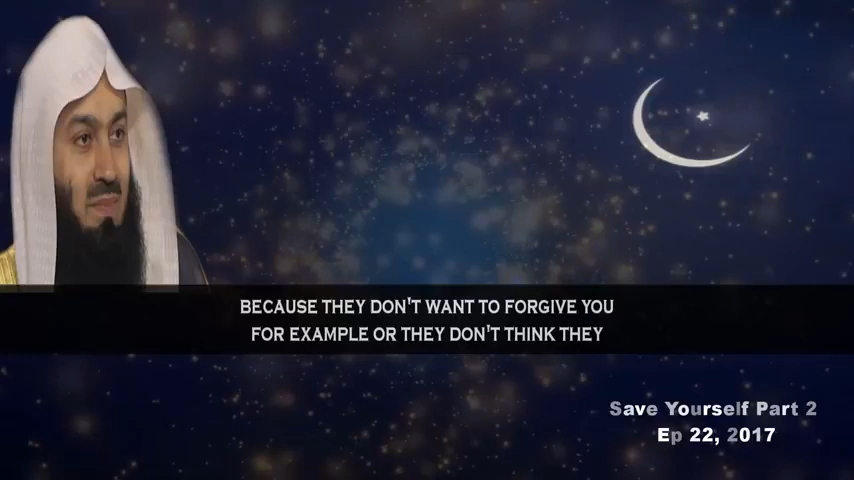 BECAUSE THEY DON'T WANT TO FORGIVE YOU
FOR EXAMPLE OR THEY DON'T THINK THEY
Save Yourself Part 2
Ep 22, 2017